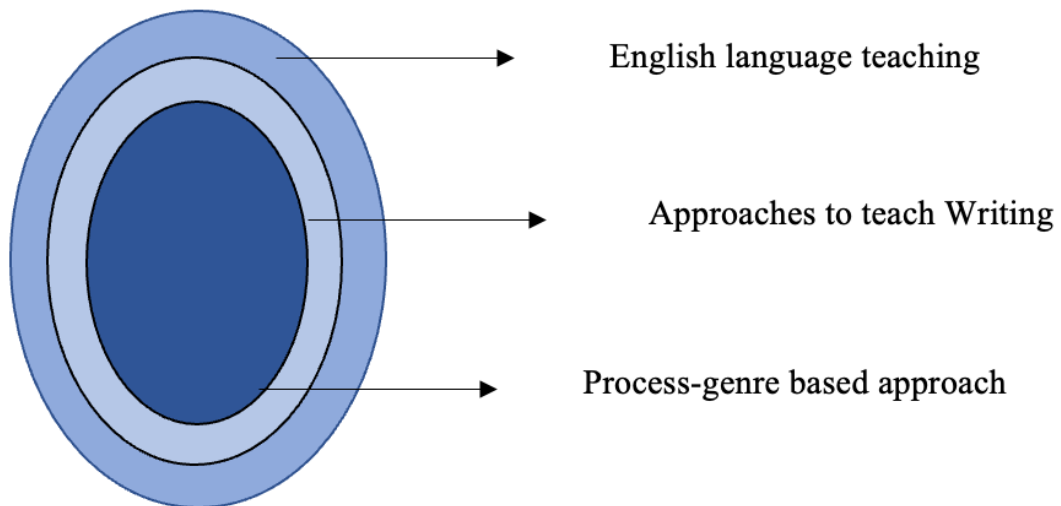 English language teaching
Approaches to teach Writing
Process-genre based approach